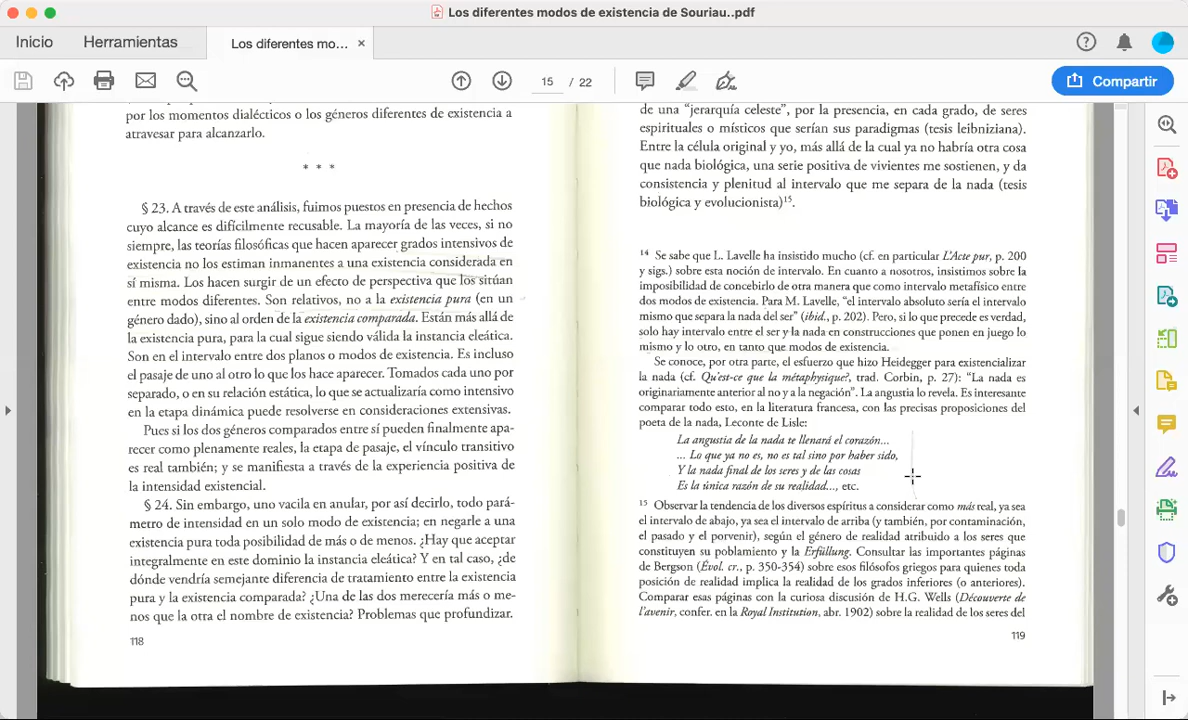 Los diferentes modos de existencia de Souriau..pdf
Inicio
Herramientas
Los diferentes mo...
15 / 22
Compartir
por los momentos dialécticos o los géneros diferentes de existencia a
atravesar para alcanzarlo.
* * *
§ 23. A través de este análisis, fuimos puestos en presencia de hechos
cuyo alcance es difícilmente recusable. La mayoría de las veces, si no
siempre, las teorías filosóficas que hacen aparecer grados intensivos de
existencia no los estiman inmanentes a una existencia considerada en
sí misma. Los hacen surgir de un efecto de perspectiva que los sitúan
entre modos diferentes. Son relativos, no a la existencia pura (en un
género dado), sino al orden de la existencia comparada. Están más allá de
la existencia pura, para la cual sigue siendo válida la instancia eleática.
Son en el intervalo entre dos planos o modos de existencia. Es incluso
el pasaje de uno al otro lo que los hace aparecer. Tomados cada uno por
separado, o en su relación estática, lo que se actualizaría como intensivo
en la etapa dinámica puede resolverse en consideraciones extensivas.
Pues si los dos géneros comparados entre sí pueden finalmente apa-
recer como plenamente reales, la etapa de pasaje, el vínculo transitivo
es real también; y se manifiesta a través de la experiencia positiva de
la intensidad existencial.
§ 24. Sin embargo, uno vacila en anular, por así decirlo, todo pará-
metro de intensidad en un solo modo de existencia; en negarle a una
existencia pura toda posibilidad de más o de menos. ¿Hay que aceptar
integralmente en este dominio la instancia eleática? Y en tal caso, ¿de
dónde vendría semejante diferencia de tratamiento entre la existencia
pura y la existencia comparada? ¿Una de las dos merecería más o me-
nos que la otra el nombre de existencia? Problemas que profundizar.
118
de una “jerarquía celeste”, por la presencia, en cada grado, de seres
espirituales o místicos que serían sus paradigmas (tesis leibniziana).
Entre la célula original y yo, más allá de la cual ya no habría otra cosa
que nada biológica, una serie positiva de vivientes me sostienen, y da
consistencia y plenitud al intervalo que me separa de la nada (tesis
biológica y evolucionista)15.
14 Se sabe que L. Lavelle ha insistido mucho (cf. en particular L'Acte pur, p. 200
y sigs.) sobre esta noción de intervalo. En cuanto a nosotros, insistimos sobre la
imposibilidad de concebirlo de otra manera que como intervalo metafísico entre
dos modos de existencia. Para M. Lavelle, “el intervalo absoluto sería el intervalo
mismo que separa la nada del ser” (ibid., p. 202). Pero, si lo que precede es verdad,
solo hay intervalo entre el ser y la nada en construcciones que ponen en juego lo
mismo y lo otro, en tanto que modos de existencia.
Se conoce, por otra parte, el esfuerzo que hizo Heidegger para existencializar
la nada (cf. Qu'est-ce que la métaphysique?, trad. Corbin, p. 27): “La nada es
originariamente anterior al no y a la negación”. La angustia lo revela. Es interesante
comparar todo esto, en la literatura francesa, con las precisas proposiciones del
poeta de la nada, Leconte de Lisle:
La angustia de la nada te llenará el corazón...
... Lo que ya no es, no es tal sino por haber sido,
Y la nada final de los seres y de las cosas
Es la única razón de su realidad..., etc.
15 Observar la tendencia de los diversos espíritus a considerar como más real, ya sea
el intervalo de abajo, ya sea el intervalo de arriba (y también, por contaminación,
el pasado y el porvenir), según el género de realidad atribuido a los seres que
constituyen su poblamiento y la Erfüllung. Consultar las importantes páginas
de Bergson (Évol. cr., p. 350-354) sobre esos filósofos griegos para quienes toda
posición de realidad implica la realidad de los grados inferiores (o anteriores).
Comparar esas páginas con la curiosa discusión de H.G. Wells (Découverte de
l'avenir, confer. en la Royal Institution, abr. 1902) sobre la realidad de los seres del
119